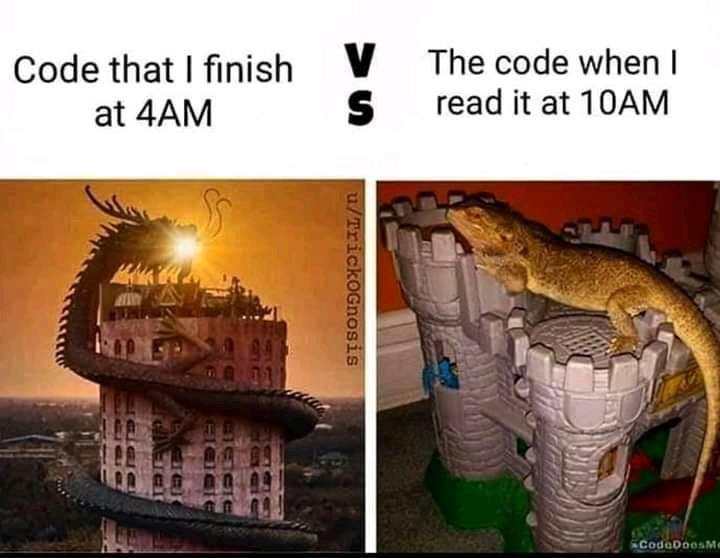 Code that I finish
at 4AM
V
S
The code when I
read it at 10AM
u/TrickOGnosis